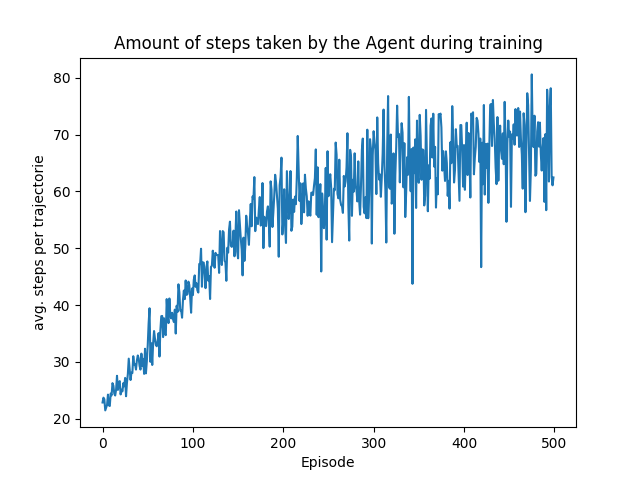 Amount of steps taken by the Agent during training
80
70
60
50
40
30
20
avg. steps per trajectorie
0 100 200 300 400 500
Episode